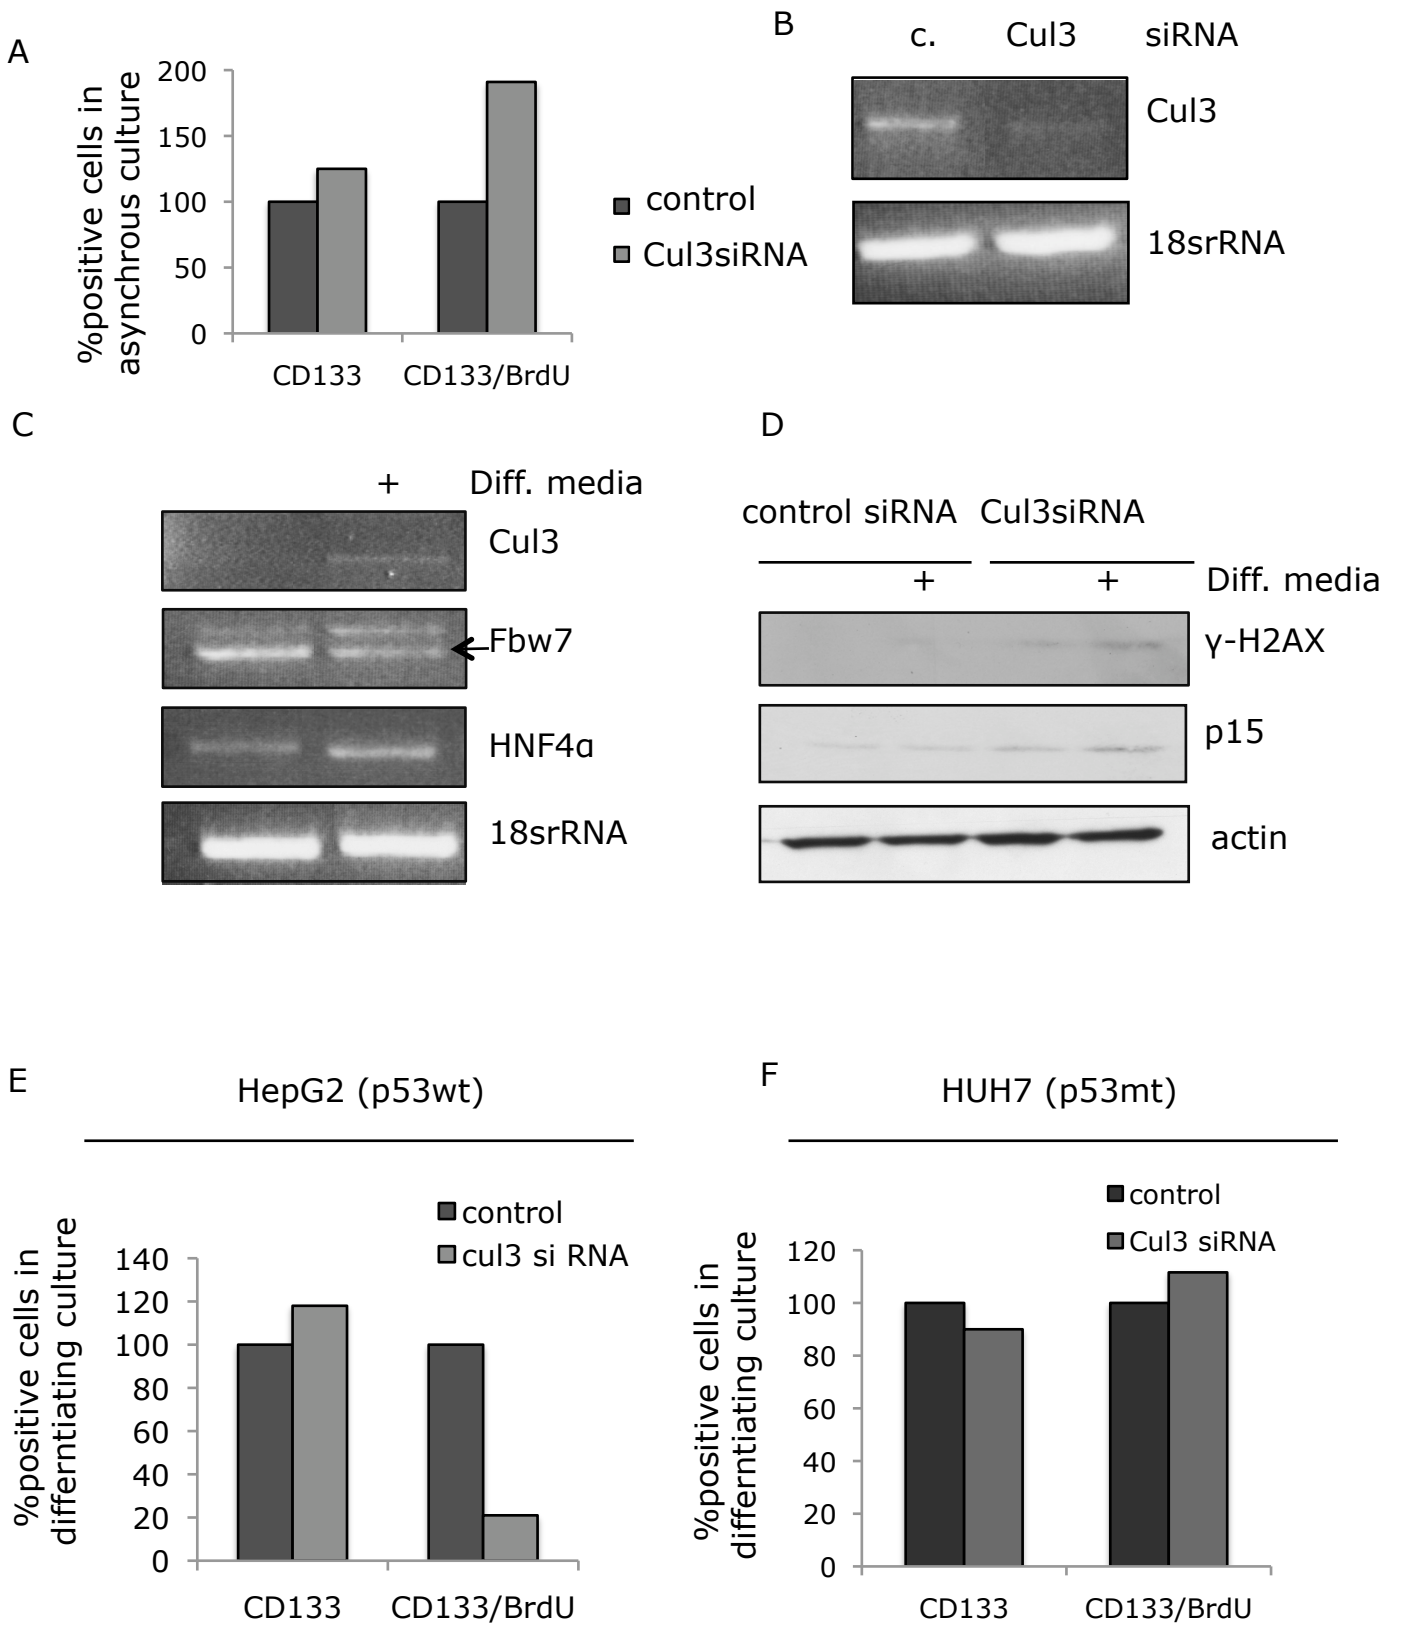 A
%positive cells in
asynchrous culture
200
150
100
50
0
CD133 CD133/BrdU
control
Cul3siRNA
B
c. Cul3 siRNA
Cul3
18srRNA
C
+ Diff. media
Cul3
Fbw7
HNF4α
18srRNA
D
control siRNA Cul3siRNA
+ + Diff. media
γ-H2AX
p15
actin
E
HepG2 (p53wt)
control
cul3 si RNA
%positive cells in
differntiating culture
140
120
100
80
60
40
20
0
CD133 CD133/BrdU
F
HUH7 (p53mt)
control
Cul3 siRNA
%positive cells in
differntiating culture
120
100
80
60
40
20
0
CD133 CD133/BrdU